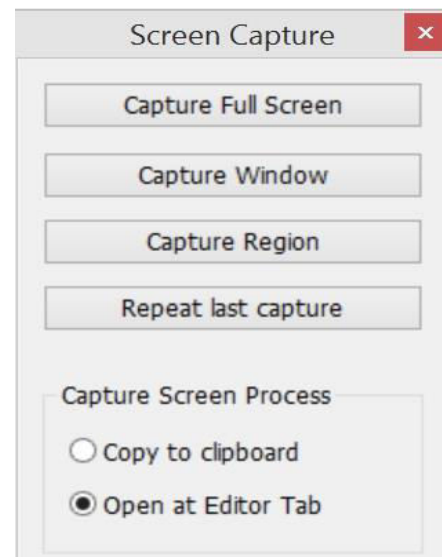 Screen Capture
Capture Full Screen
Capture Window
Capture Region
Repeat last capture
Capture Screen Process
Copy to clipboard
Open at Editor Tab